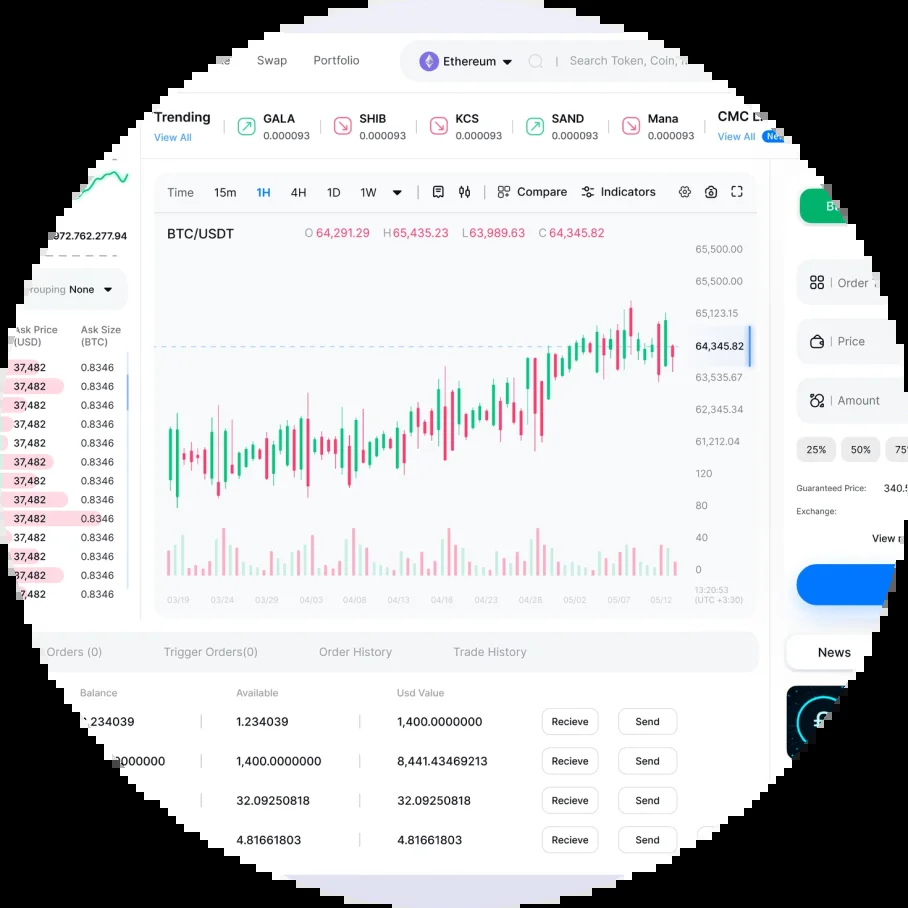 Swap Portfolio Ethereum | Search Token, Coin,
Trending GALA SHIB KCS SAND Mana CMC
View All 0.000093 0.000093 0.000093 0.000093 0.000093 View All
Time 15m 1H 4H 1D 1W Compare Indicators
BTC/USDT O 64,291.29 H 65,435.23 L 63,989.63 C 64,345.82
972.762.277.94
None
Ask Price Ask Size
(USD) (BTC)
37,482 0.8346
37,482 0.8346
37,482 0.8346
37,482 0.8346
37,482 0.8346
37,482 0.8346
37,482 0.8346
37,482 0.8346
37,482 0.8346
37,482 0.8346
37,482 0.8346
37,482 0.8346
7,482 0.8346
65,500.00
65,500.00
65,123.15
64,345.82
63,535.67
62,345.34
61,212.04
120
80
40
0
03/19 03/24 03/29 04/03 04/08 04/13 04/18 04/23 04/28 05/02 05/07 05/12
13:20:53
(UTC +3:30)
Order
Price
Amount
25% 50% 75
Guaranteed Price: 340.
Exchange:
View
News
Orders (0) Trigger Orders(0) Order History Trade History
Balance Available Usd Value
.234039 1.234039 1,400.0000000 Recieve Send
000000 1,400.0000000 8,441.43469213 Recieve Send
32.09250818 32.09250818 Recieve Send
4.81661803 4.81661803 Recieve Send